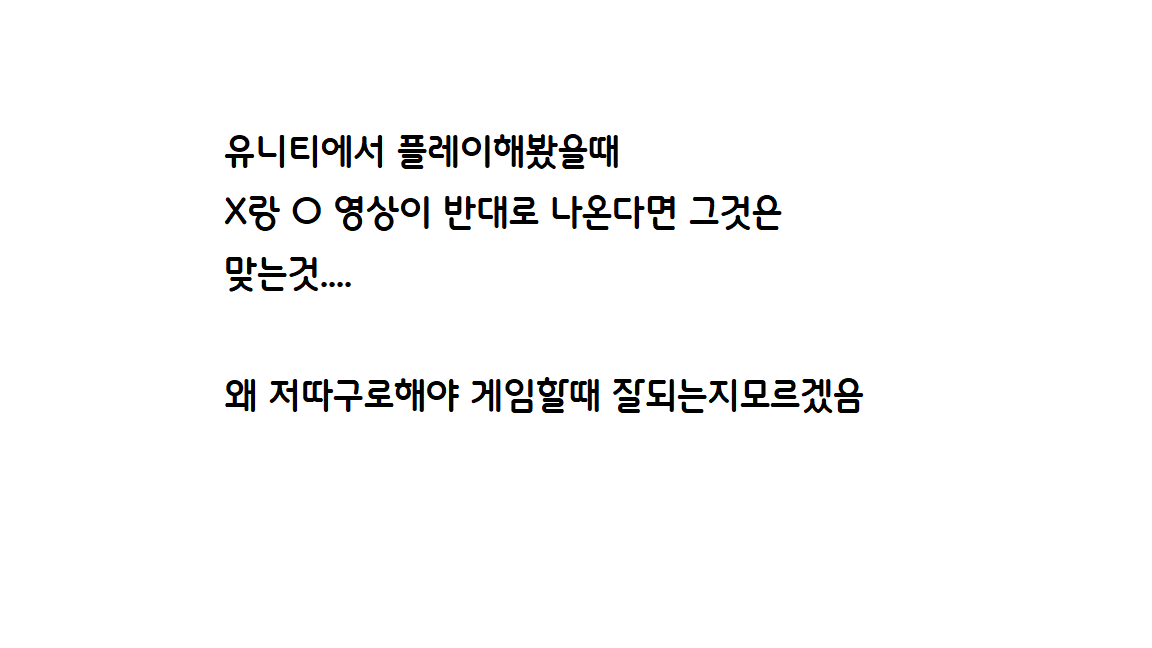 유니티에서 플레이해봤을때
X랑 O 영상이 반대로 나온다면 그것은
맞는것....
왜 저따구로해야 게임할때 잘되는지모르겠음